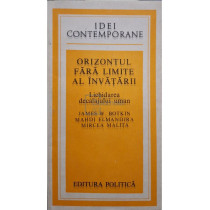 IDEI
CONTEMPORANE
ORIZONTUL
FĂRĂ LIMITE
AL ÎNVĂȚĂRII
Lichidarea
decalajului uman
JAMES W. BOTKIN
MAHDI ELMANDJRA
MIRCEA MALIȚA
EDITURA POLITICĂ